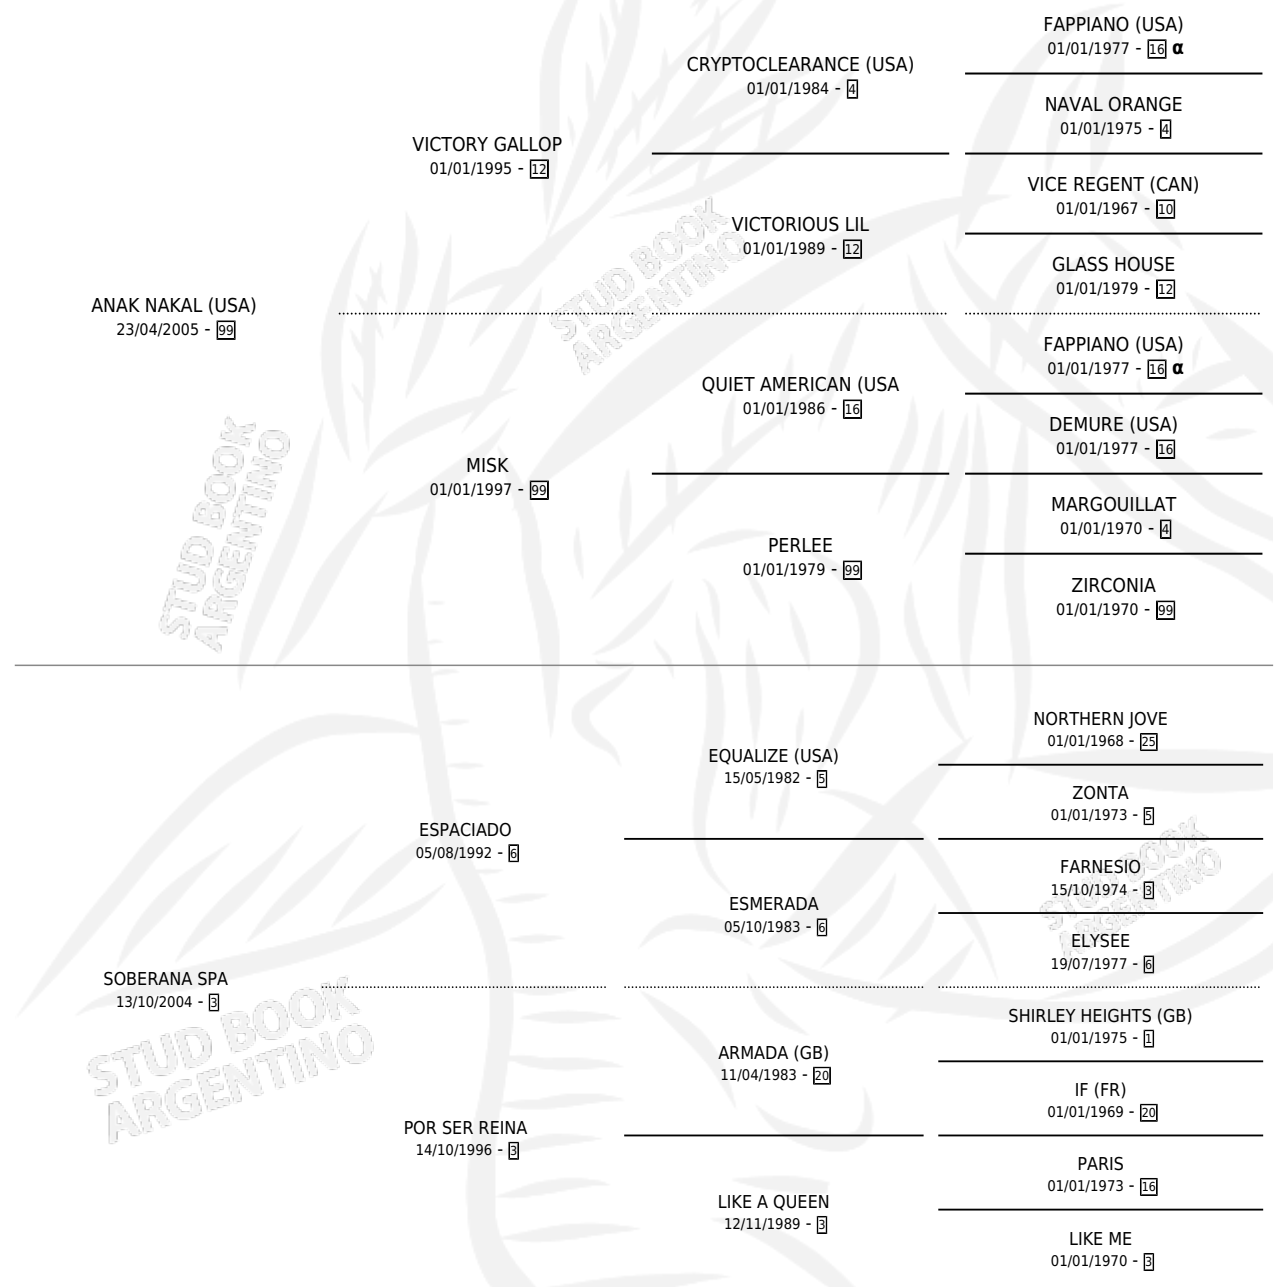 FAPPIANO (USA)
01/01/1977 - 16 α
CRYPTOCLEARANCE (USA)
01/01/1984 - 4
NAVAL ORANGE
01/01/1975 - 4
VICTORY GALLOP
01/01/1995 - 12
VICE REGENT (CAN)
01/01/1967 - 10
VICTORIOUS LIL
01/01/1989 - 12
GLASS HOUSE
01/01/1979 - 12
ANAK NAKAL (USA)
23/04/2005 - 99
STUD BOOK
ARGENTINO
FAPPIANO (USA)
01/01/1977 - 16 α
QUIET AMERICAN (USA
01/01/1986 - 16
DEMURE (USA)
01/01/1977 - 16
MISK
01/01/1997 - 99
MARGOUILLAT
01/01/1970 - 4
PERLEE
01/01/1979 - 99
ZIRCONIA
01/01/1970 - 99
STUD BOOK
ARGENTINO
NORTHERN JOVE
01/01/1968 - 25
EQUALIZE (USA)
15/05/1982 - 5
ZONTA
01/01/1973 - 5
ESPACIADO
05/08/1992 - 6
FARNESIO
15/10/1974 - 3
ESMERADA
05/10/1983 - 6
ELYSEE
19/07/1977 - 6
STUD BOOK
ARGENTINO
SOBERANA SPA
13/10/2004 - 3
SHIRLEY HEIGHTS (GB)
01/01/1975 - 1
ARMADA (GB)
11/04/1983 - 20
IF (FR)
01/01/1969 - 20
POR SER REINA
14/10/1996 - 3
PARIS
01/01/1973 - 16
LIKE A QUEEN
12/11/1989 - 3
LIKE ME
01/01/1970 - 3
STUD BOOK
ARGENTINO